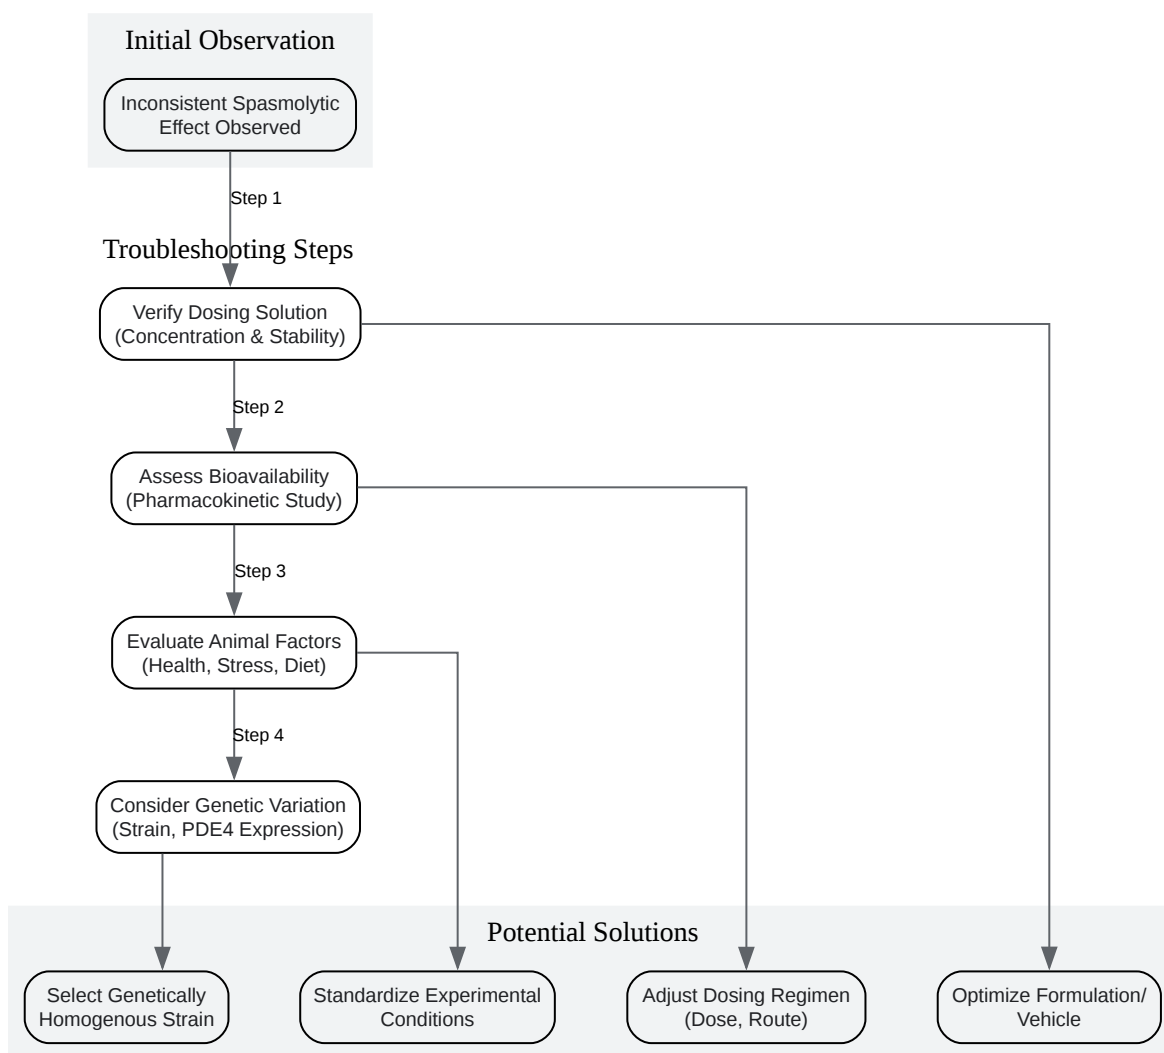 Initial Observation
Inconsistent Spasmolytic
Effect Observed
Step 1
Troubleshooting Steps
Verify Dosing Solution
(Concentration & Stability)
Step 2
Assess Bioavailability
(Pharmacokinetic Study)
Step 3
Evaluate Animal Factors
(Health, Stress, Diet)
Step 4
Consider Genetic Variation
(Strain, PDE4 Expression)
Potential Solutions
Select Genetically
Homogenous Strain
Standardize Experimental
Conditions
Adjust Dosing Regimen
(Dose, Route)
Optimize Formulation/
Vehicle